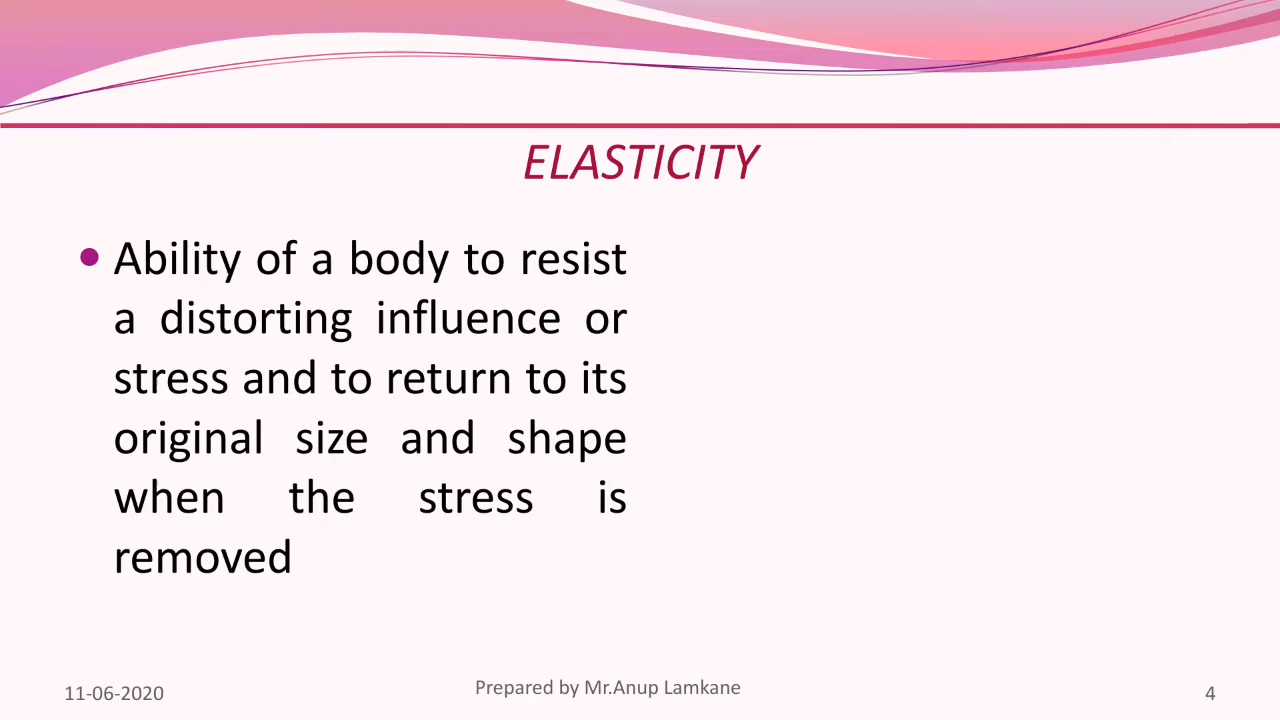 ELASTICITY
Ability of a body to resist
a distorting influence or
stress and to return to its
original size and shape
when the stress is
removed
11-06-2020
Prepared by Mr.Anup Lamkane
4